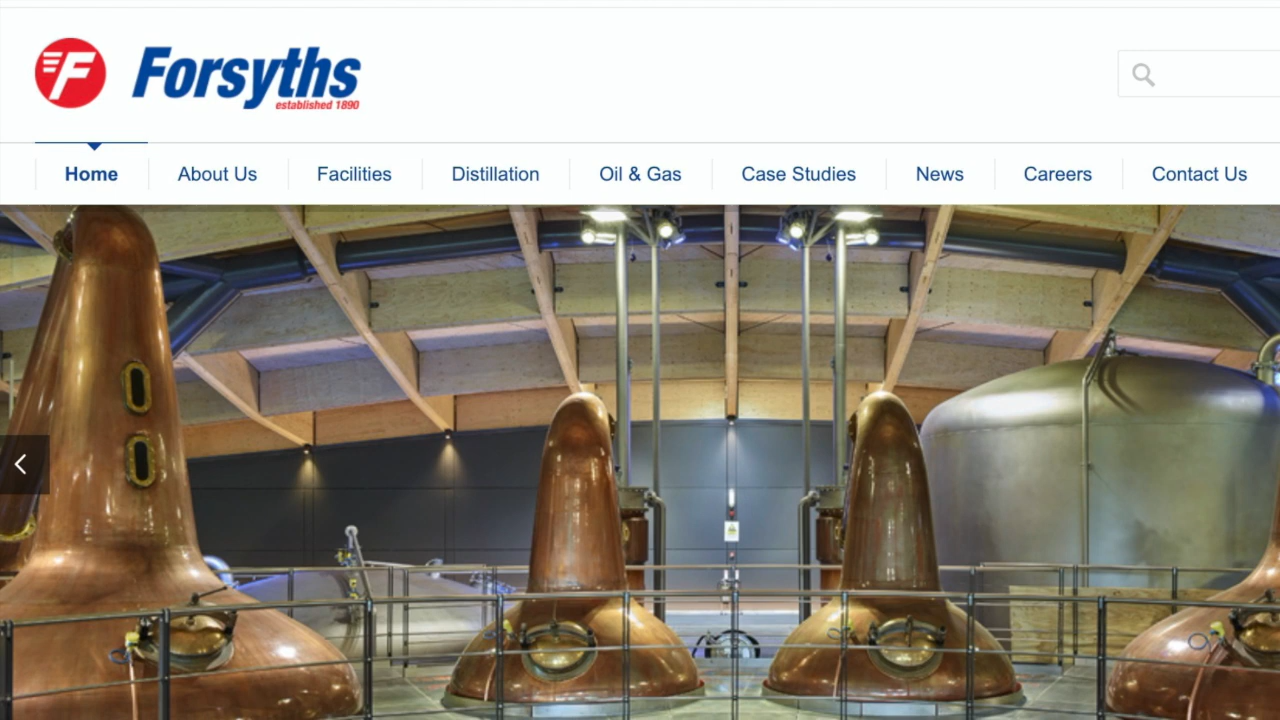 Forsyths
established 1890
Home
About Us
Facilities
Distillation
Oil & Gas
Case Studies
News
Careers
Contact Us